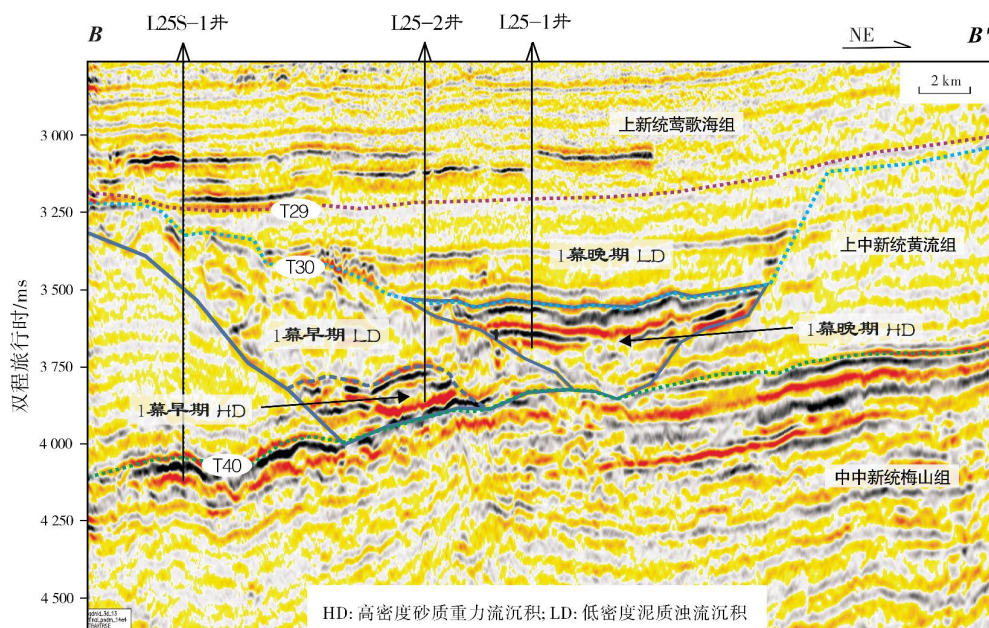 L25S-1井
L25-2井
L25-1井
B
NE
B′
2 km
上新统莺歌海组
3 000
3 250
T29
T30
上中新统黄流组
1幕晚期 LD
3 500
1幕早期 LD
1幕晚期 HD
双程旅行时/ms
3 750
1幕早期 HD
4 000
T40
中中新统梅山组
4 250
4 500
HD: 高密度砂质重力流沉积; LD: 低密度泥质浊流沉积